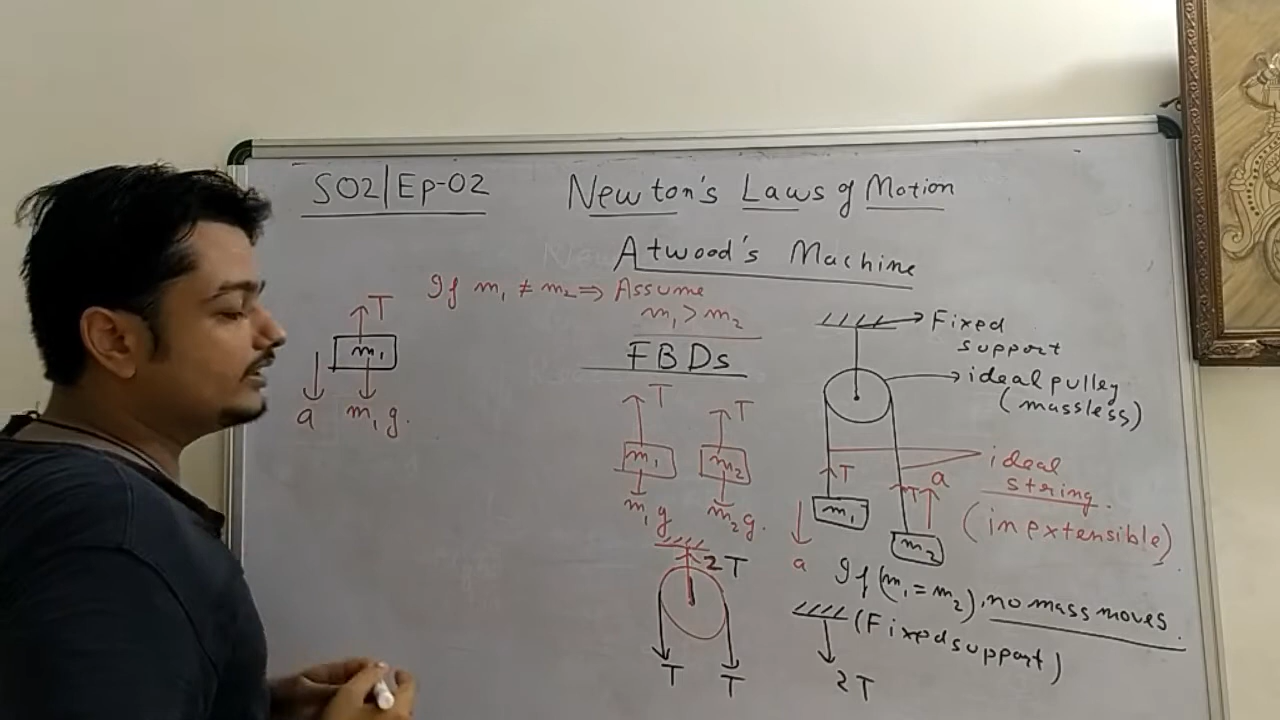 S02/Ep-02
Newton's Laws of Motion
Atwood's Machine
If m₁ ≠ m₂ ⇒ Assume
m₁ > m₂
FBDs
T
m₁
a
m₁g.
T
m₁
m₁g
T
m₂
m₂g.
2T
T
T
Fixed
support
ideal pulley
(massless)
ideal
string.
(inextensible)
T
T
a
m₁
m₂
a
If (m₁ = m₂), no mass moves.
(Fixed support)
2T